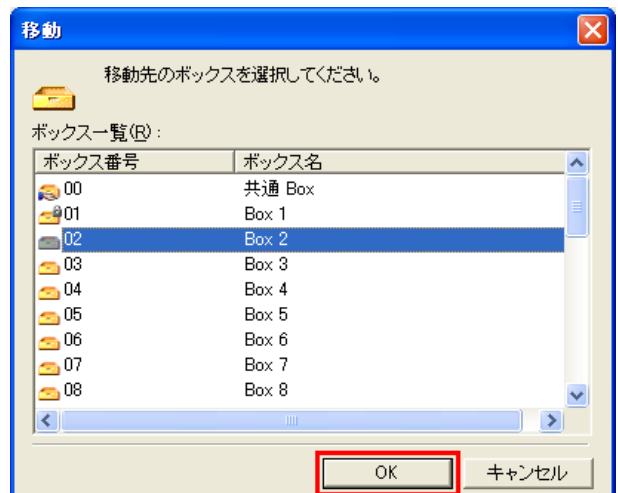 移動
移動先のボックスを選択してください。
ボックス一覧(R)：
ボックス番号 ボックス名
00 共通 Box
01 Box 1
02 Box 2
03 Box 3
04 Box 4
05 Box 5
06 Box 6
07 Box 7
08 Box 8
OK キャンセル